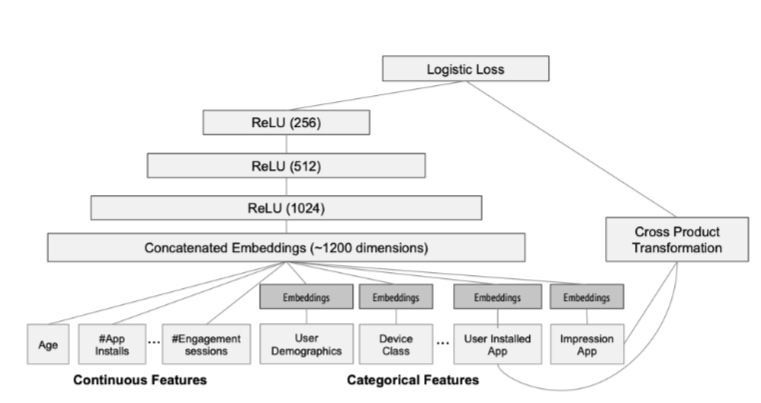 Logistic Loss
ReLU (256)
ReLU (512)
ReLU (1024)
Concatenated Embeddings (~1200 dimensions)
Cross Product
Transformation
Embeddings
Embeddings
Embeddings
Embeddings
Age
#App
Installs
...
#Engagement
sessions
User
Demographics
Device
Class
...
User Installed
App
Impression
App
Continuous Features
Categorical Features